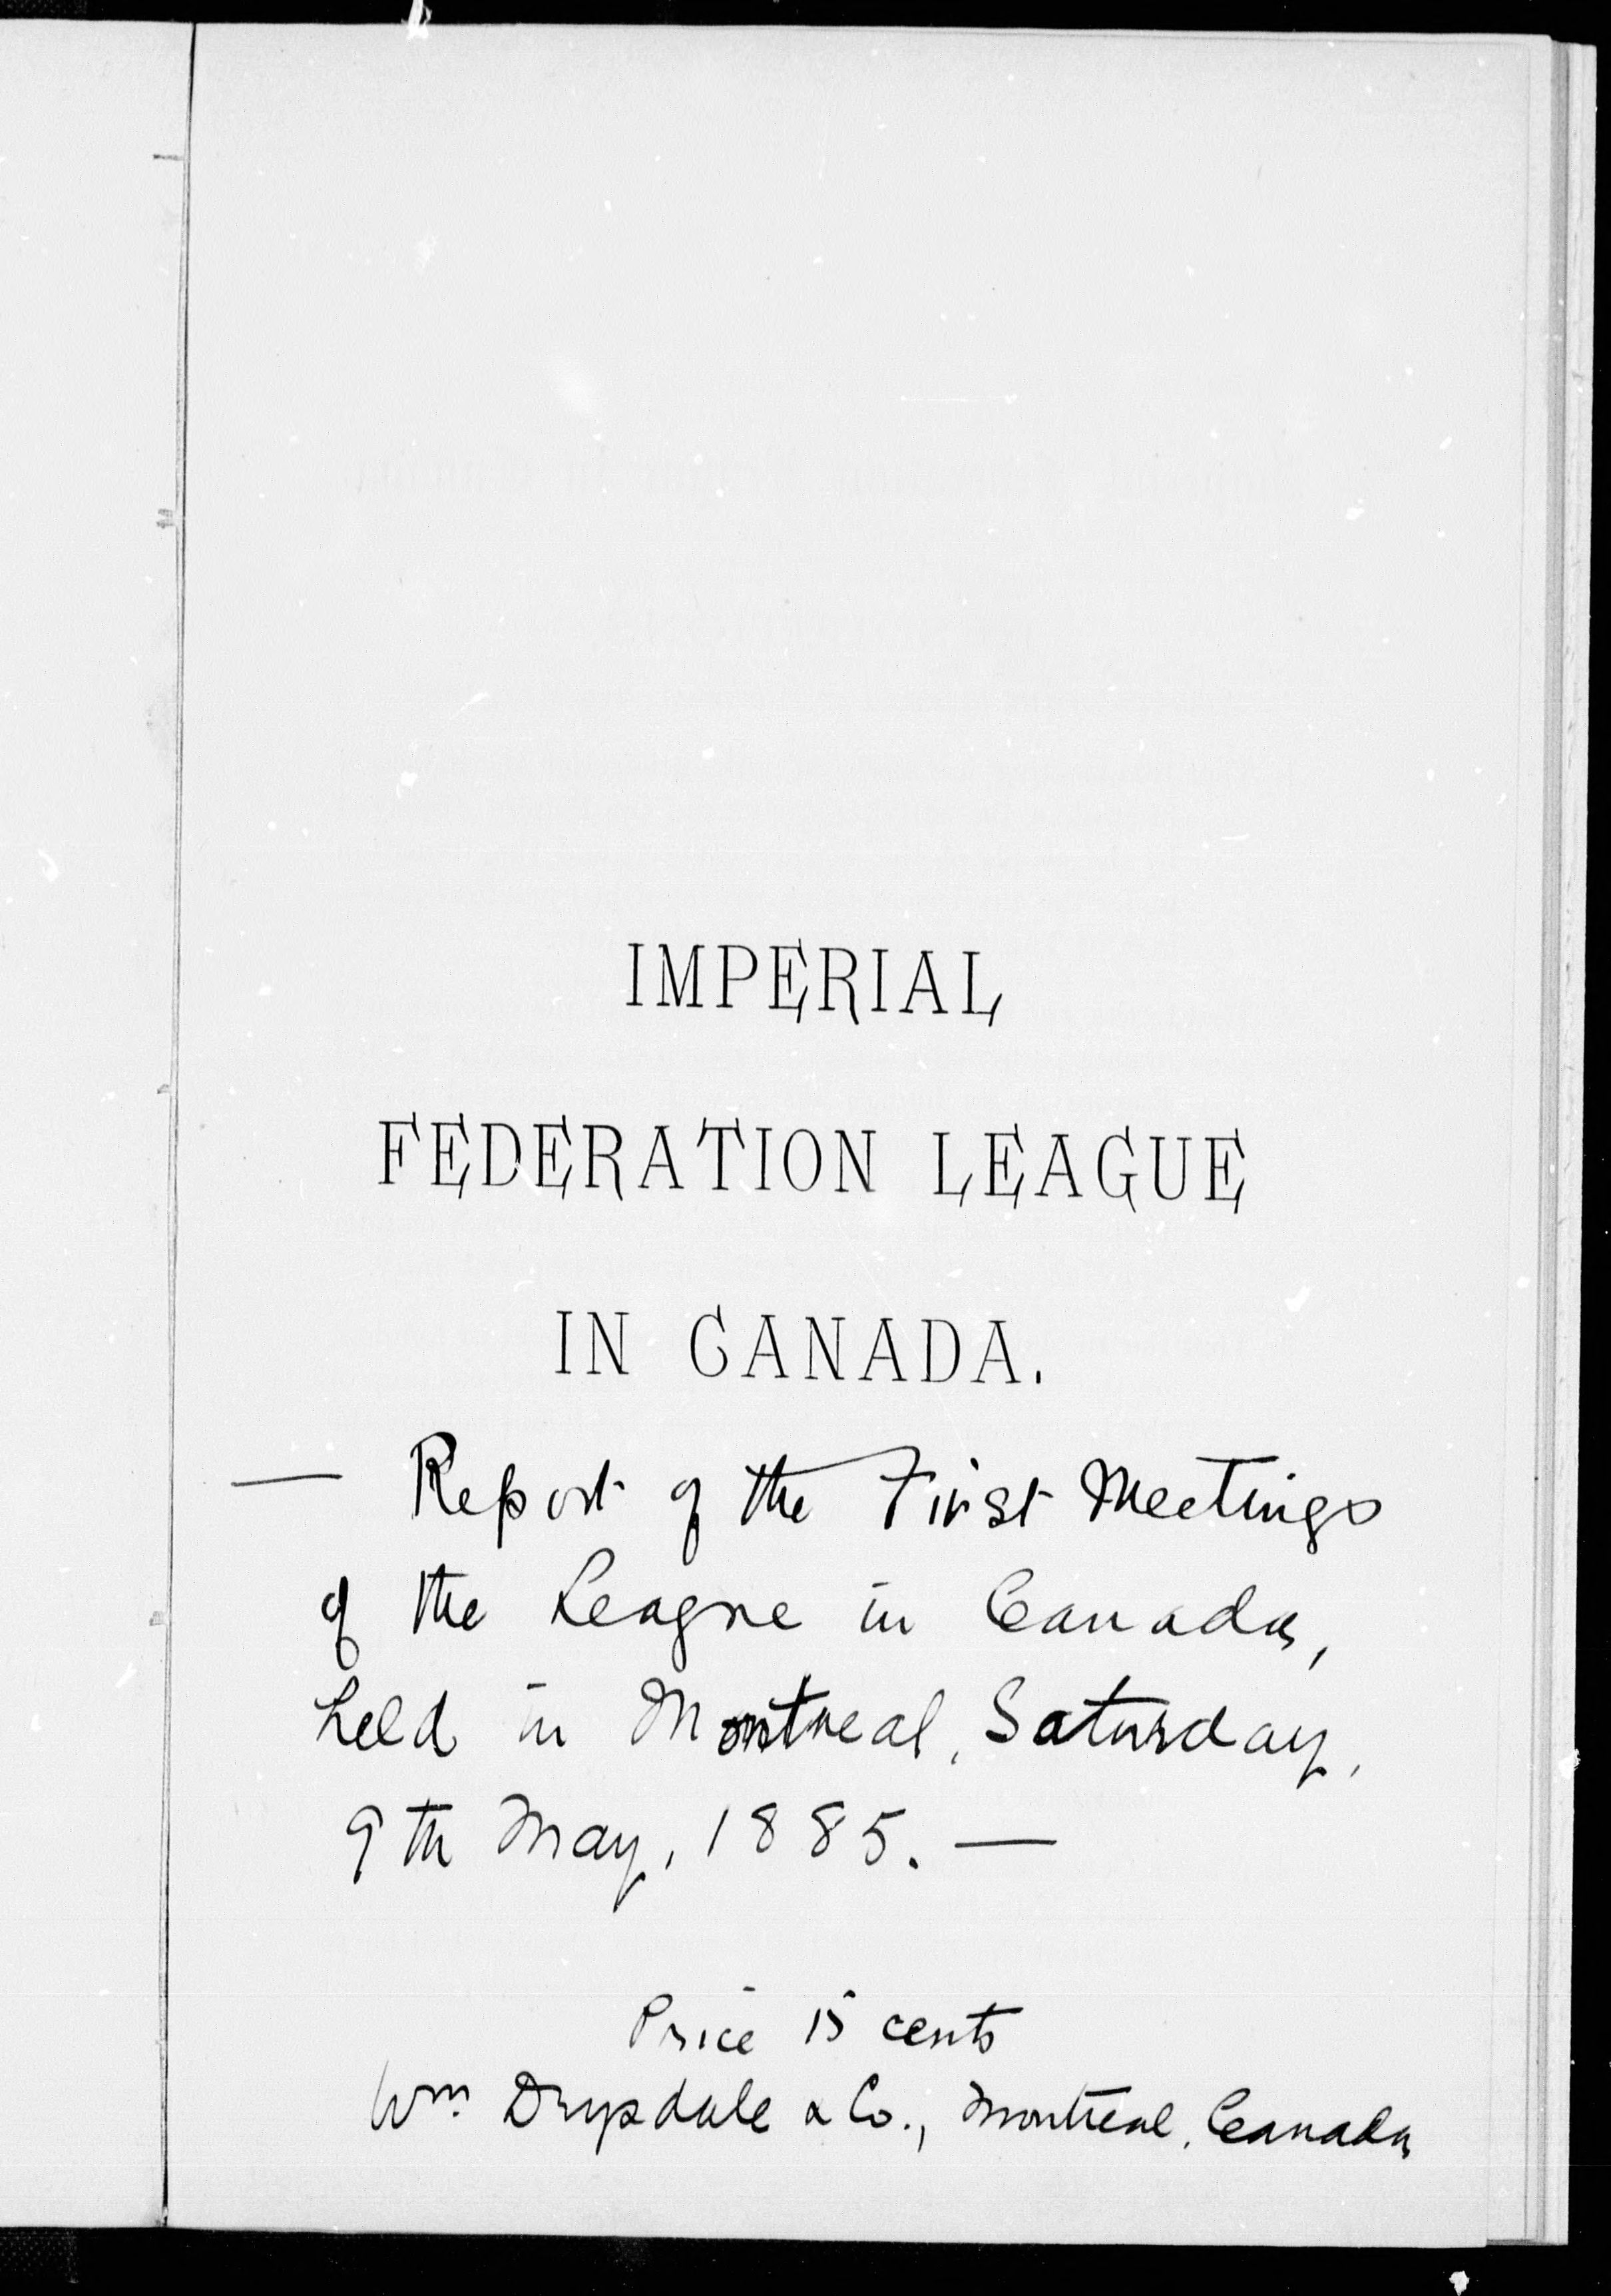 IMPERIAL
FEDERATION LEAGUE
IN CANADA.
— Report of the First Meetings
of the League in Canada,
held in Montreal, Saturday,
9th May, 1885. —
Price 15 cents
Wm. Drysdale & Co., Montreal, Canada